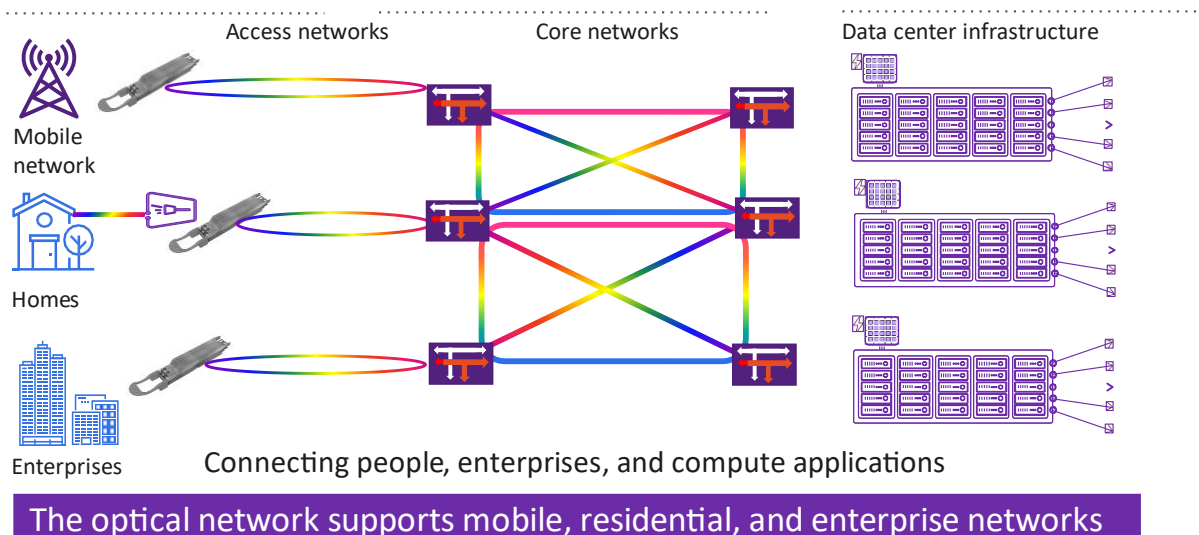 Access networks
Core networks
Data center infrastructure
Mobile
network
Homes
Enterprises
Connecting people, enterprises, and compute applications
The optical network supports mobile, residential, and enterprise networks